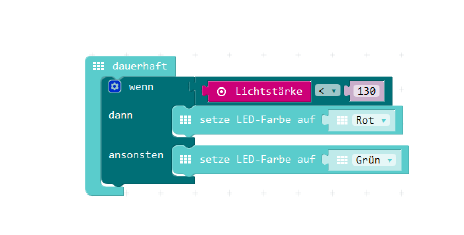 dauerhaft
wenn Lichtstärke < 130
dann setze LED-Farbe auf Rot
ansonsten setze LED-Farbe auf Grün